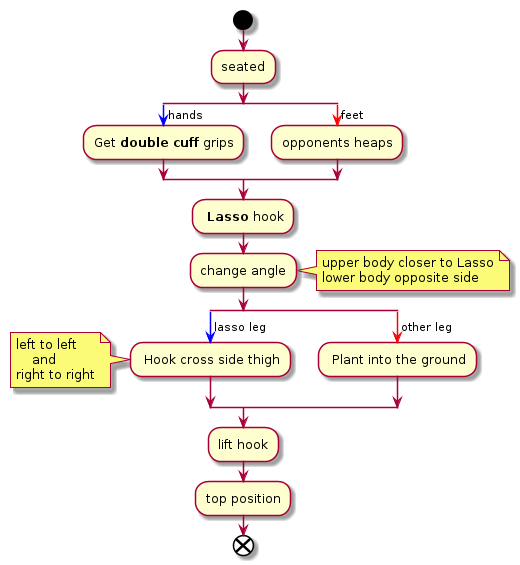 seated
hands
feet
Get double cuff grips
opponents heaps
Lasso hook
change angle
upper body closer to Lasso
lower body opposite side
lasso leg
other leg
left to left
and
right to right
Hook cross side thigh
Plant into the ground
lift hook
top position